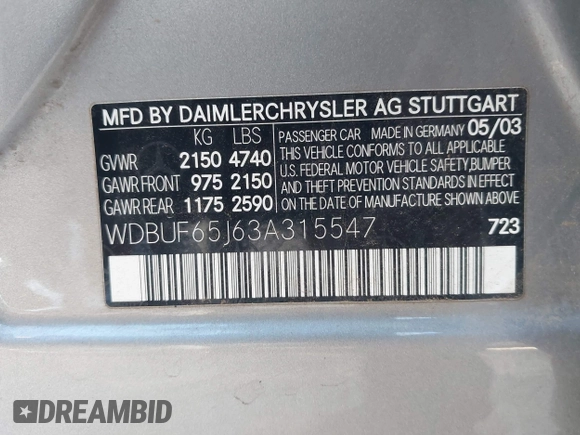 MFD BY DAIMLERCHRYSLER AG STUTTGART
KG LBS
GVWR 2150 4740
GAWR FRONT 975 2150
GAWR REAR 1175 2590
PASSENGER CAR MADE IN GERMANY 05/03
THIS VEHICLE CONFORMS TO ALL APPLICABLE
U.S. FEDERAL MOTOR VEHICLE SAFETY, BUMPER
AND THEFT PREVENTION STANDARDS IN EFFECT
ON THE DATE OF MANUFACTURE SHOWN ABOVE
WDBUF65J63A315547 723
DREAMBID